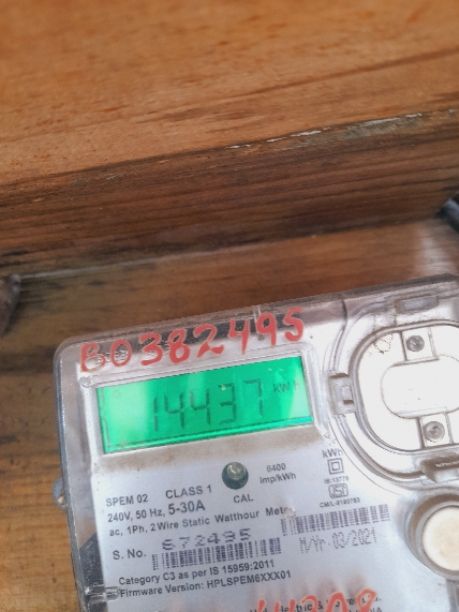 B0382495
14437 kWh
SPEM 02 CLASS 1 CAL 6400 imp/kWh kWh
240V, 50 Hz, 5-30A
ac, 1Ph, 2 Wire Static Watthour Meter
S. No. 672495 M/Yr. 03/2021
Category C3 as per IS 15959:2011
Firmware Version: HPLSPEM6XXX01